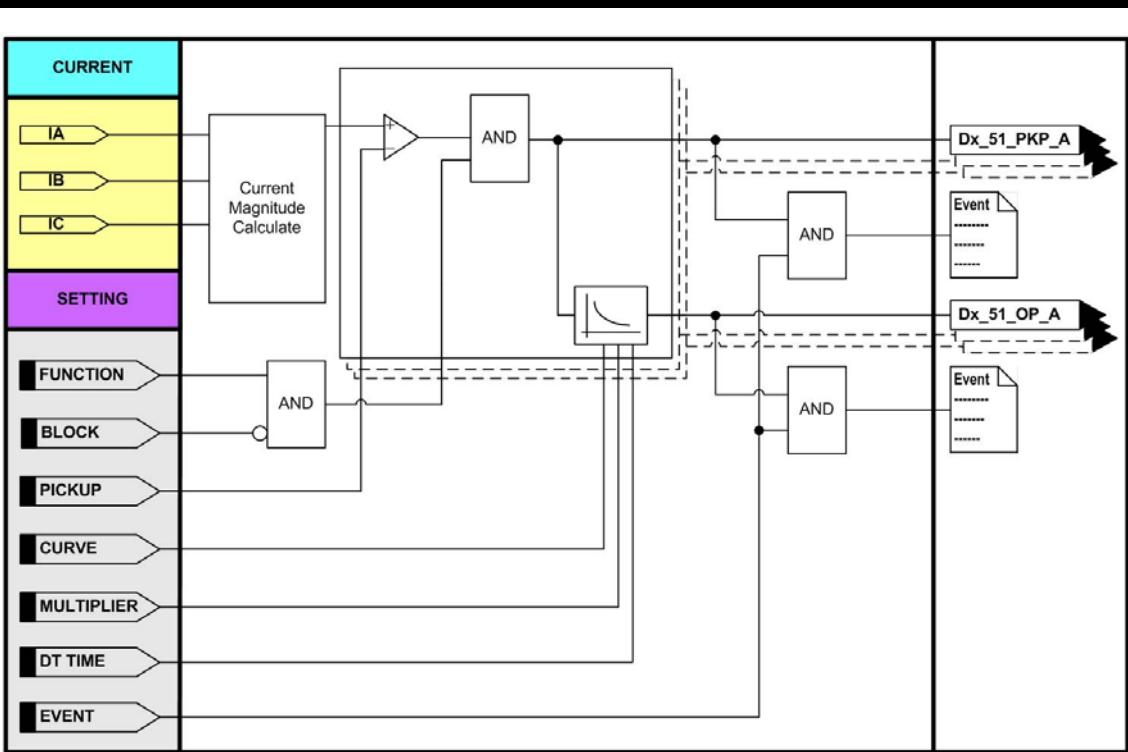 CURRENT
IA
IB
IC
SETTING
FUNCTION
BLOCK
PICKUP
CURVE
MULTIPLIER
DT TIME
EVENT
Current
Magnitude
Calculate
AND
AND
AND
AND
Dx_51_PKP_A
Event
Dx_51_OP_A
Event